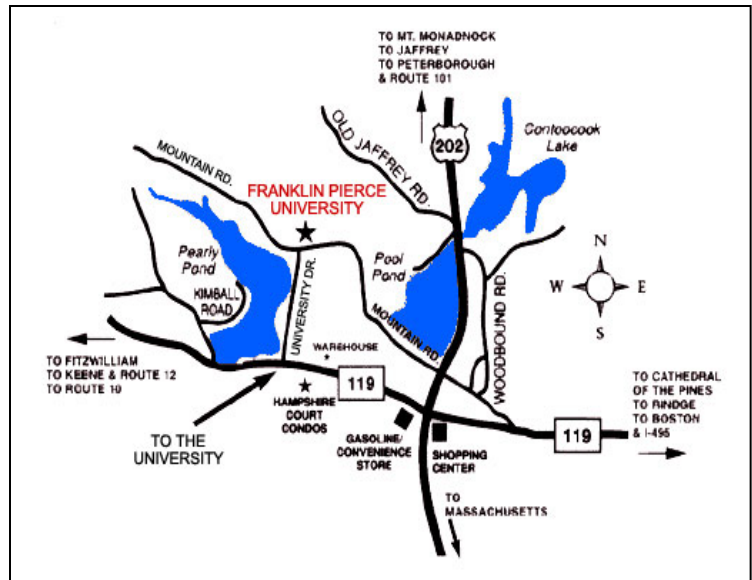 TO MT. MONADNOCK
TO JAFFREY
TO PETERBOROUGH
& ROUTE 101
OLD JAFFREY RD.
202
Contoocook
Lake
MOUNTAIN RD.
FRANKLIN PIERCE
UNIVERSITY
Pearly
Pond
KIMBALL
ROAD
UNIVERSITY DR.
Pool
Pond
MOUNTAIN RD.
WOODBOUND RD.
N
W
E
S
TO FITZWILLIAM
TO KEENE & ROUTE 12
TO ROUTE 10
WAREHOUSE
119
HAMPSHIRE
COURT
CONDOS
TO THE
UNIVERSITY
GASOLINE/
CONVENIENCE
STORE
SHOPPING
CENTER
119
TO CATHEDRAL
OF THE PINES
TO RINDGE
TO BOSTON
& I-495
TO
MASSACHUSETTS